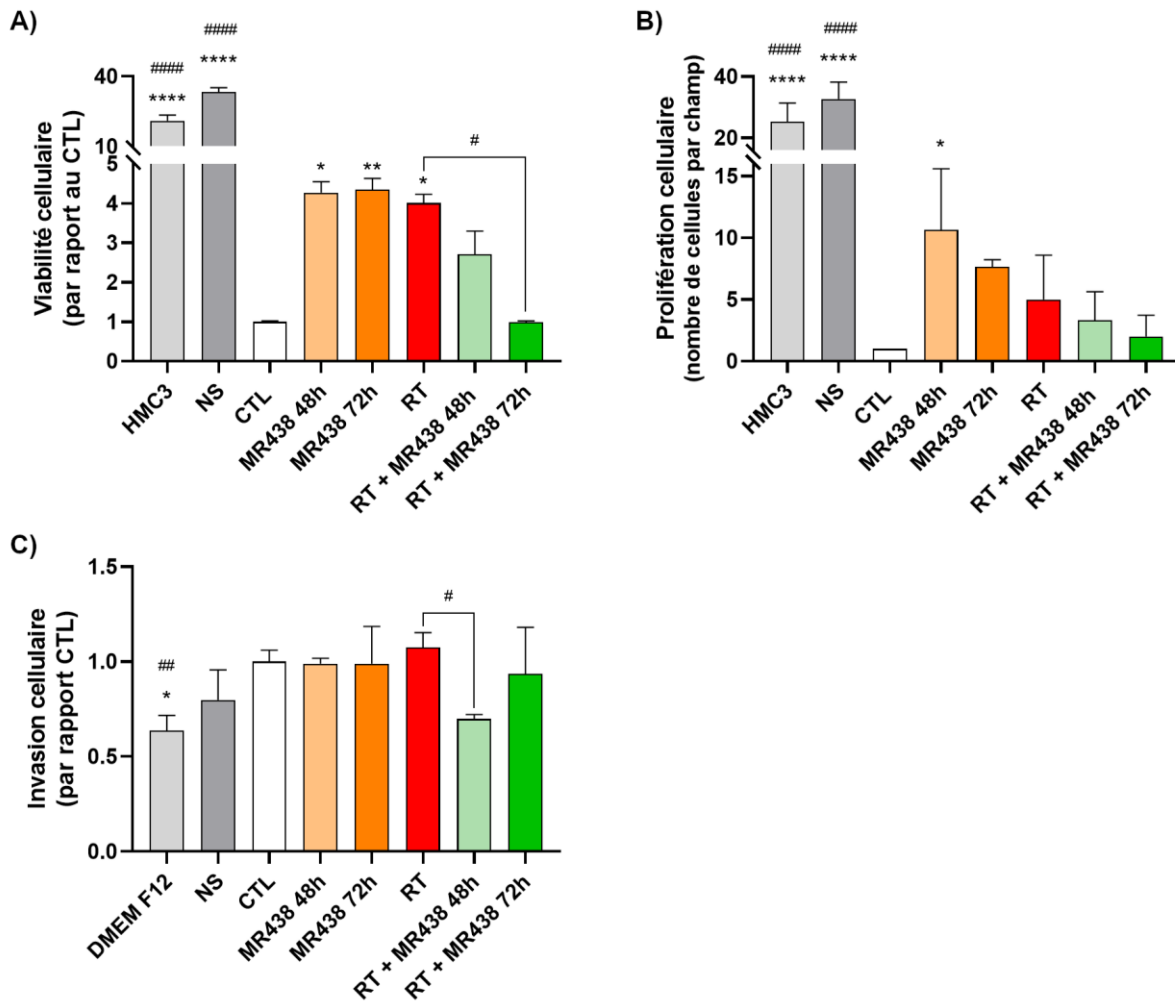 A)
Viabilité cellulaire
(par raport au CTL)
40
10
5
4
3
2
1
0
####
****
####
****
*
**
*
#
HMC3
NS
CTL
MR438 48h
MR438 72h
RT
RT + MR438 48h
RT + MR438 72h
B)
Prolifération cellulaire
(nombre de cellules par champ)
40
20
15
10
5
0
####
****
####
****
*
HMC3
NS
CTL
MR438 48h
MR438 72h
RT
RT + MR438 48h
RT + MR438 72h
C)
Invasion cellulaire
(par rapport CTL)
1.5
1.0
0.5
0.0
##
*
#
DMEM F12
NS
CTL
MR438 48h
MR438 72h
RT
RT + MR438 48h
RT + MR438 72h